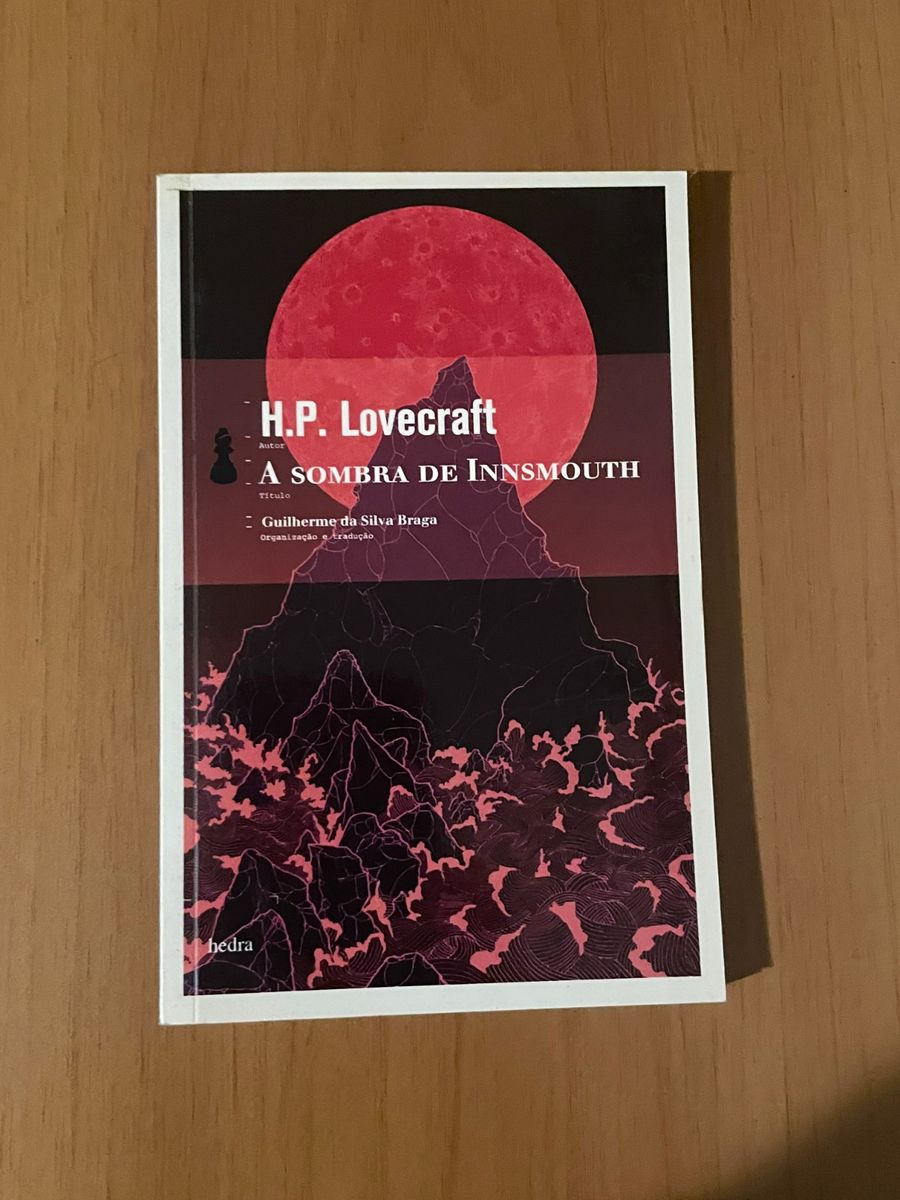 H.P. Lovecraft
Autor
A SOMBRA DE INNSMOUTH
Título
Guilherme da Silva Braga
Organização e tradução
hedra